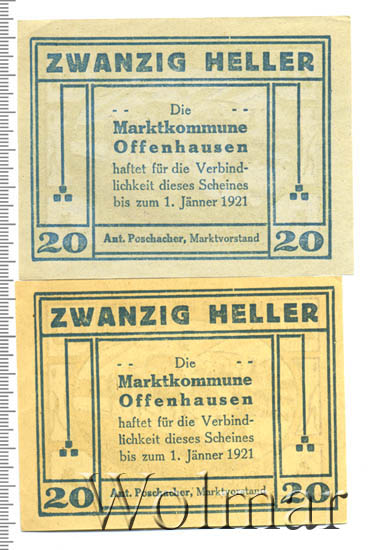 ZWANZIG HELLER
- - Die - -
Marktkommune
Offenhausen
haftet für die Verbind-
lichkeit dieses Scheines
bis zum 1. Jänner 1921
20 Ant. Poschacher, Marktvorstand 20
ZWANZIG HELLER
- - Die - -
Marktkommune
Offenhausen
haftet für die Verbind-
lichkeit dieses Scheines
bis zum 1. Jänner 1921
20 Ant. Poschacher, Marktvorstand 20
Wolmar